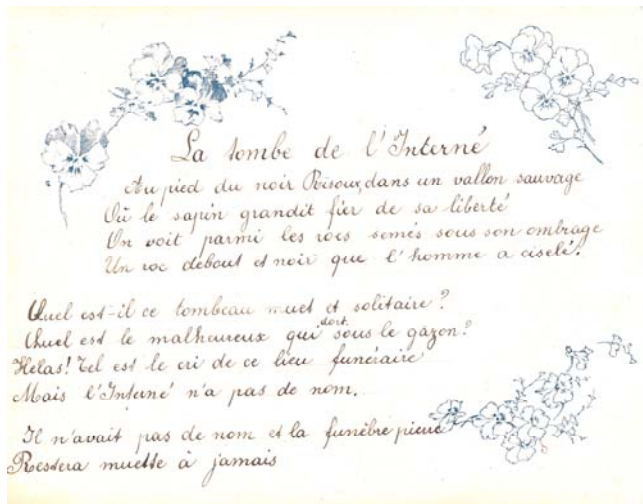 La tombe de l'Interné
Au pied du noir Risoux, dans un vallon sauvage
Où le sapin grandit fier de sa liberté
On voit parmi les rocs semés sous son ombrage
Un roc debout et noir que l'homme a ciselé.
Quel est-il ce tombeau muet et solitaire?
Quel est le malheureux qui dort sous le gazon?
Hélas! Tel est le cri de ce lieu funéraire
Mais l'Interné n'a pas de nom.
Il n'avait pas de nom et la funèbre pierre
Restera muette à jamais